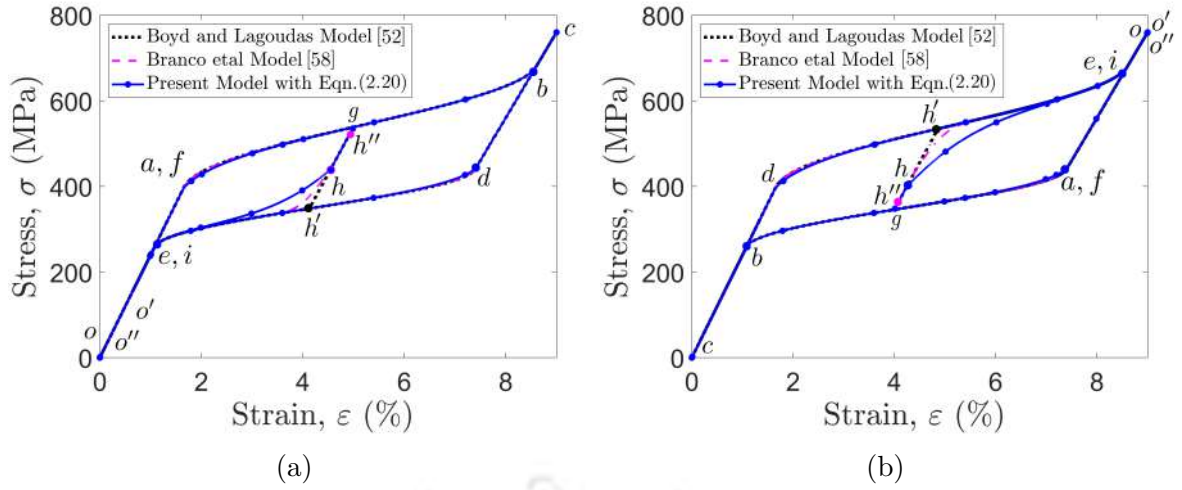 800
600
400
200
0
0
2
4
6
8
Stress, σ (MPa)
Strain, ε (%)
Boyd and Lagoudas Model [52]
Branco etal Model [58]
Present Model with Eqn.(2.20)
c
b
g
h''
a, f
h
d
h'
e, i
o'
o
o''
(a)
800
600
400
200
0
0
2
4
6
8
Stress, σ (MPa)
Strain, ε (%)
Boyd and Lagoudas Model [52]
Branco etal Model [58]
Present Model with Eqn.(2.20)
o
o'
o''
e, i
h'
d
h
h''
a, f
g
b
c
(b)